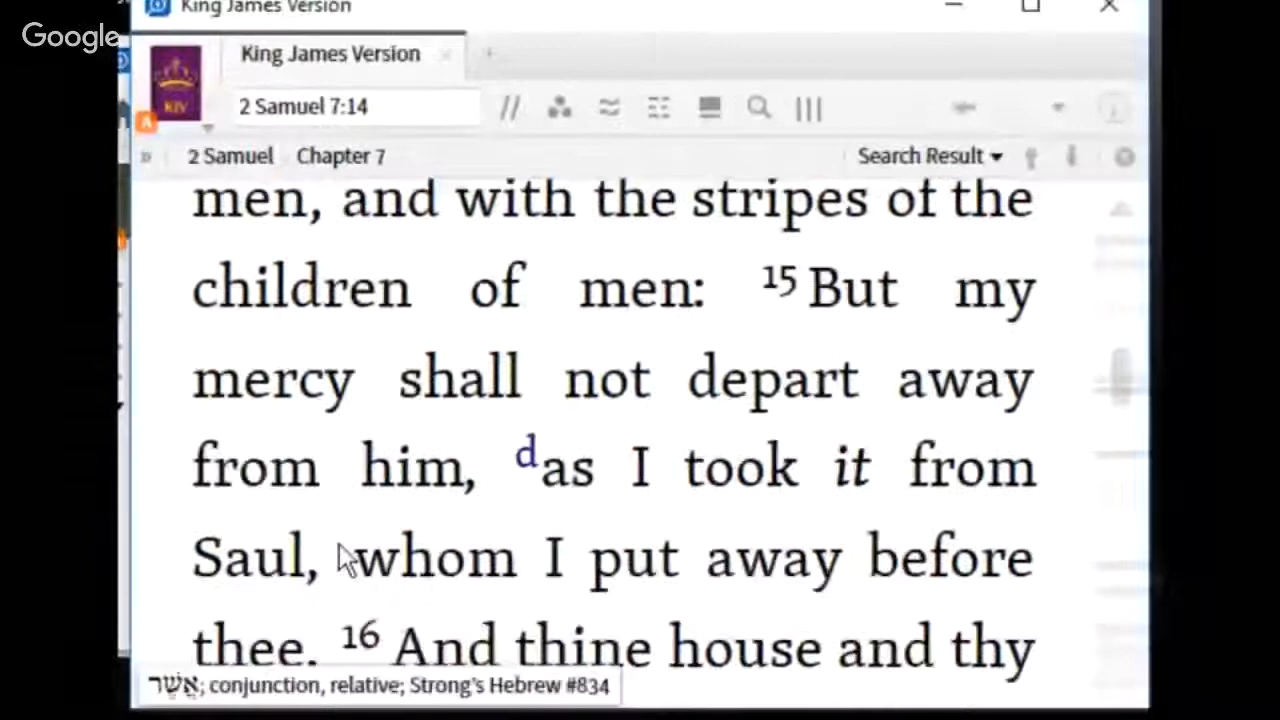 King James Version
Google
King James Version
KJV
A
2 Samuel 7:14
» 2 Samuel Chapter 7 Search Result
men, and with the stripes of the
children of men: 15 But my
mercy shall not depart away
from him, d as I took it from
Saul, whom I put away before
thee. 16 And thine house and thy
אֲשֶׁר; conjunction, relative; Strong's Hebrew #834